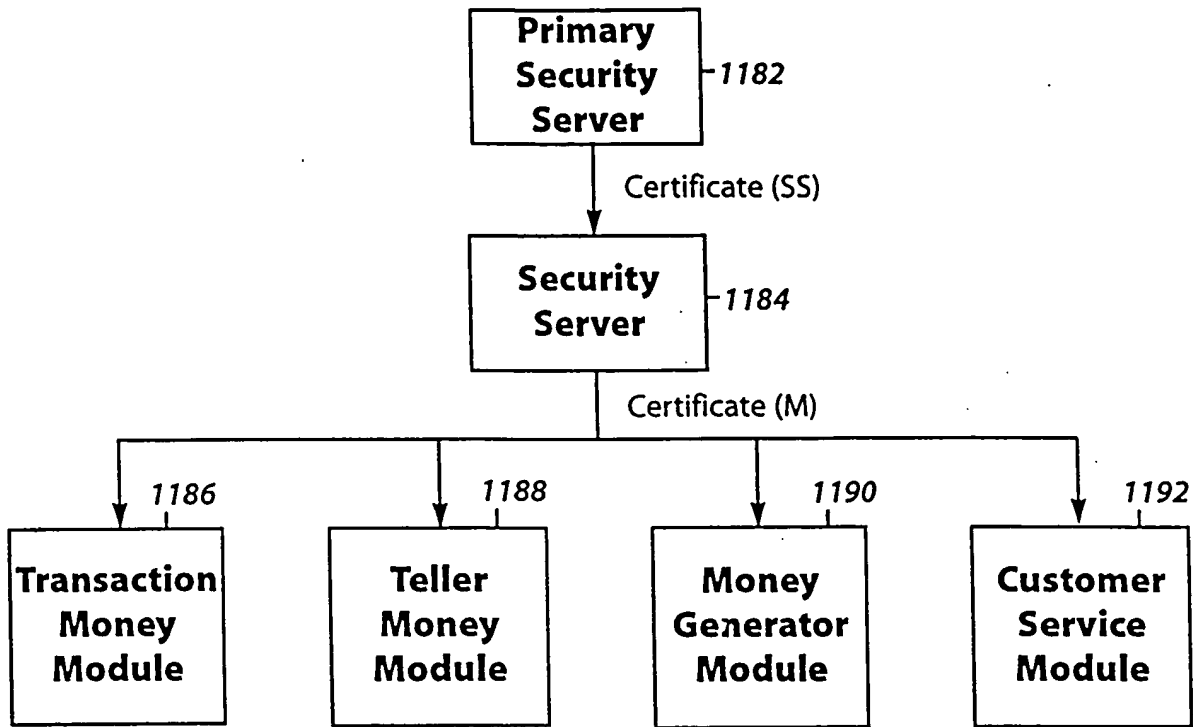 Primary
Security
Server
1182
Certificate (SS)
Security
Server
1184
Certificate (M)
1186
1188
1190
1192
Transaction
Money
Module
Teller
Money
Module
Money
Generator
Module
Customer
Service
Module